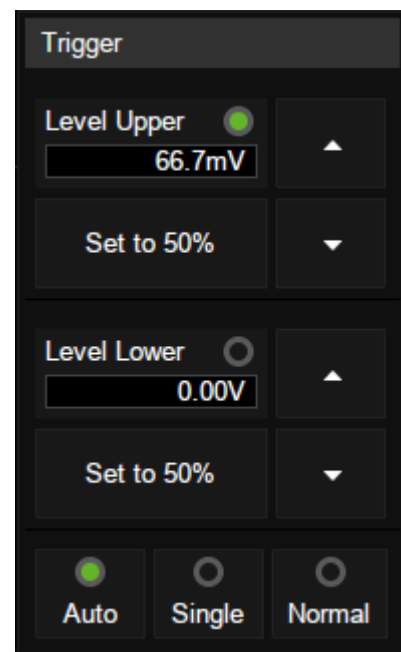 Trigger
Level Upper
66.7mV
Set to 50%
Level Lower
0.00V
Set to 50%
Auto Single Normal